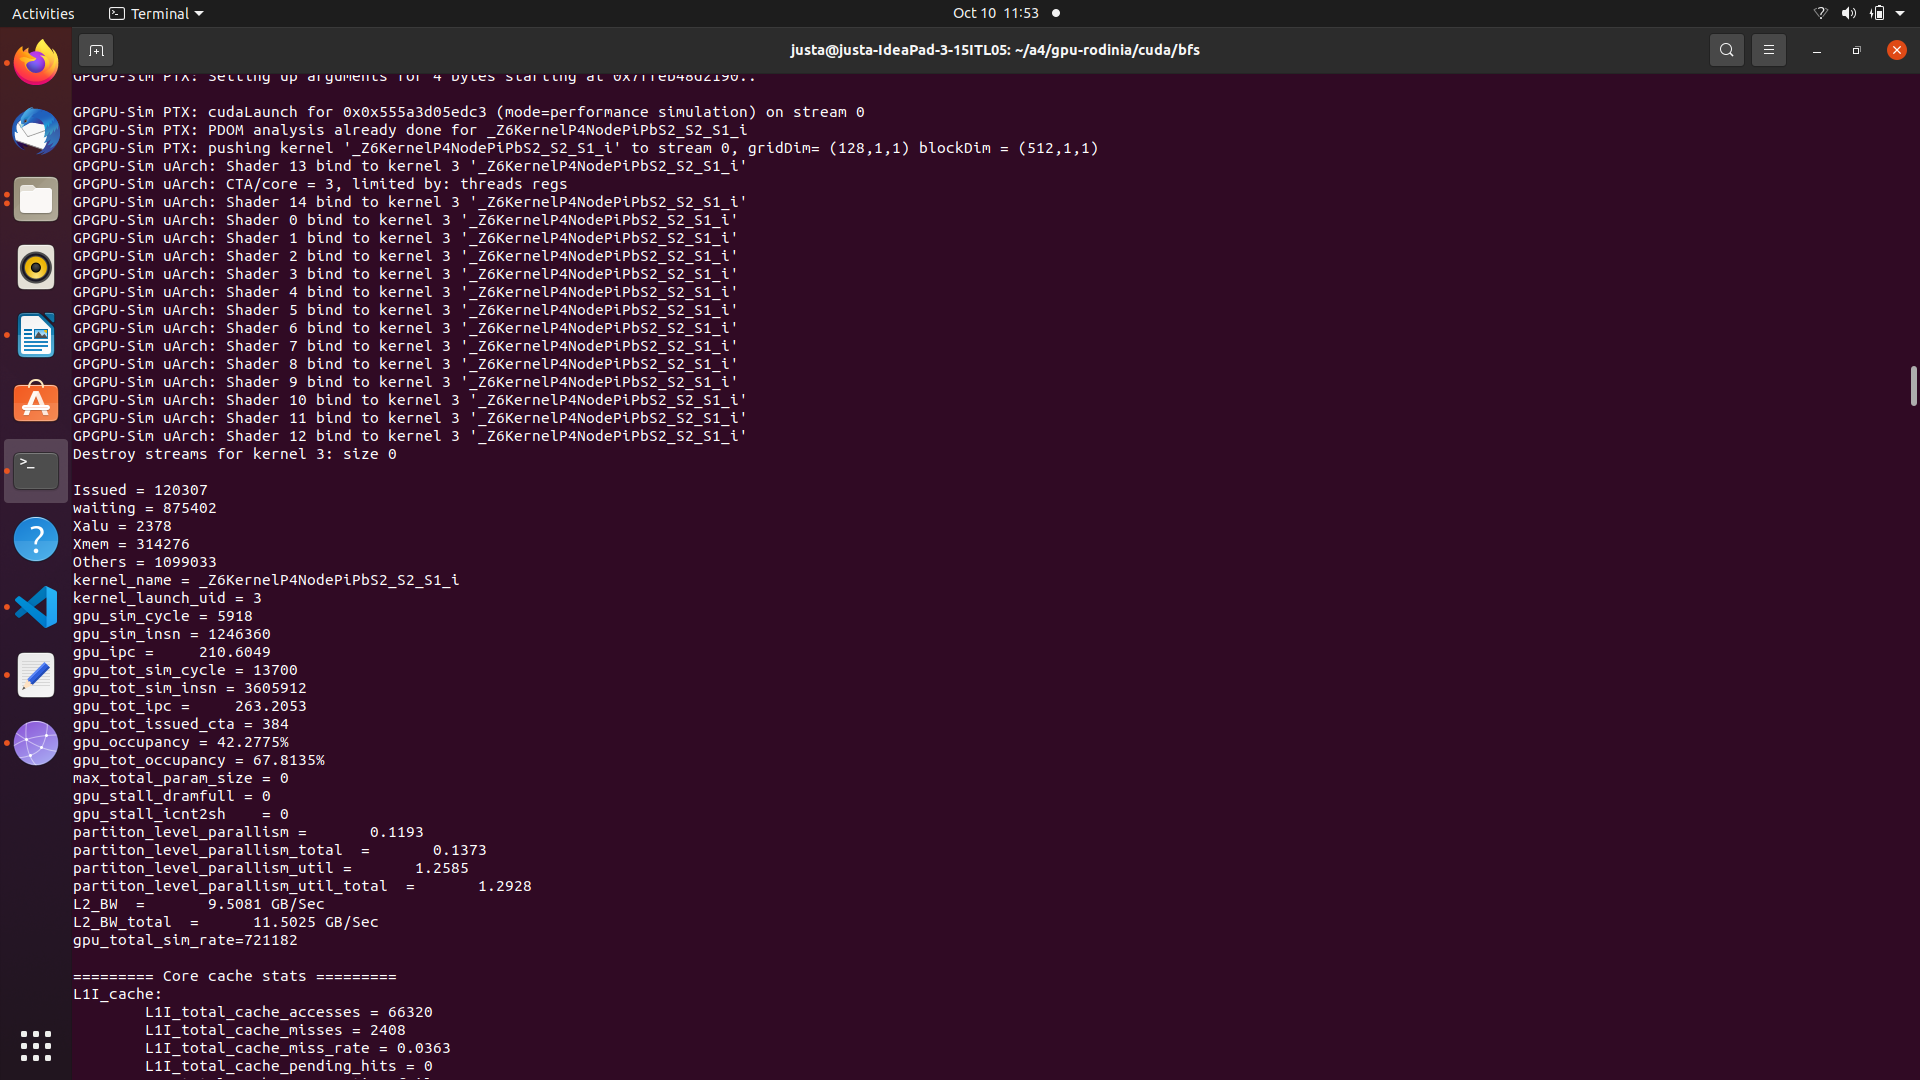 Activities
Terminal
Oct 10 11:53
justa@justa-IdeaPad-3-15ITL05: ~/a4/gpu-rodinia/cuda/bfs
GPGPU-Sim PTX: Setting up arguments for 4 bytes starting at 0x7ffeb48d2190..
GPGPU-Sim PTX: cudaLaunch for 0x0x555a3d05edc3 (mode=performance simulation) on stream 0
GPGPU-Sim PTX: PDOM analysis already done for _Z6KernelP4NodePiPbS2_S2_S1_i
GPGPU-Sim PTX: pushing kernel '_Z6KernelP4NodePiPbS2_S2_S1_i' to stream 0, gridDim= (128,1,1) blockDim = (512,1,1)
GPGPU-Sim uArch: Shader 13 bind to kernel 3 '_Z6KernelP4NodePiPbS2_S2_S1_i'
GPGPU-Sim uArch: CTA/core = 3, limited by: threads regs
GPGPU-Sim uArch: Shader 14 bind to kernel 3 '_Z6KernelP4NodePiPbS2_S2_S1_i'
GPGPU-Sim uArch: Shader 0 bind to kernel 3 '_Z6KernelP4NodePiPbS2_S2_S1_i'
GPGPU-Sim uArch: Shader 1 bind to kernel 3 '_Z6KernelP4NodePiPbS2_S2_S1_i'
GPGPU-Sim uArch: Shader 2 bind to kernel 3 '_Z6KernelP4NodePiPbS2_S2_S1_i'
GPGPU-Sim uArch: Shader 3 bind to kernel 3 '_Z6KernelP4NodePiPbS2_S2_S1_i'
GPGPU-Sim uArch: Shader 4 bind to kernel 3 '_Z6KernelP4NodePiPbS2_S2_S1_i'
GPGPU-Sim uArch: Shader 5 bind to kernel 3 '_Z6KernelP4NodePiPbS2_S2_S1_i'
GPGPU-Sim uArch: Shader 6 bind to kernel 3 '_Z6KernelP4NodePiPbS2_S2_S1_i'
GPGPU-Sim uArch: Shader 7 bind to kernel 3 '_Z6KernelP4NodePiPbS2_S2_S1_i'
GPGPU-Sim uArch: Shader 8 bind to kernel 3 '_Z6KernelP4NodePiPbS2_S2_S1_i'
GPGPU-Sim uArch: Shader 9 bind to kernel 3 '_Z6KernelP4NodePiPbS2_S2_S1_i'
GPGPU-Sim uArch: Shader 10 bind to kernel 3 '_Z6KernelP4NodePiPbS2_S2_S1_i'
GPGPU-Sim uArch: Shader 11 bind to kernel 3 '_Z6KernelP4NodePiPbS2_S2_S1_i'
GPGPU-Sim uArch: Shader 12 bind to kernel 3 '_Z6KernelP4NodePiPbS2_S2_S1_i'
Destroy streams for kernel 3: size 0
Issued = 120307
waiting = 875402
Xalu = 2378
Xmem = 314276
Others = 1099033
kernel_name = _Z6KernelP4NodePiPbS2_S2_S1_i
kernel_launch_uid = 3
gpu_sim_cycle = 5918
gpu_sim_insn = 1246360
gpu_ipc =     210.6049
gpu_tot_sim_cycle = 13700
gpu_tot_sim_insn = 3605912
gpu_tot_ipc =     263.2053
gpu_tot_issued_cta = 384
gpu_occupancy = 42.2775%
gpu_tot_occupancy = 67.8135%
max_total_param_size = 0
gpu_stall_dramfull = 0
gpu_stall_icnt2sh    = 0
partiton_level_parallism =       0.1193
partiton_level_parallism_total  =       0.1373
partiton_level_parallism_util =       1.2585
partiton_level_parallism_util_total  =       1.2928
L2_BW  =       9.5081 GB/Sec
L2_BW_total  =      11.5025 GB/Sec
gpu_total_sim_rate=721182
========= Core cache stats =========
L1I_cache:
L1I_total_cache_accesses = 66320
L1I_total_cache_misses = 2408
L1I_total_cache_miss_rate = 0.0363
L1I_total_cache_pending_hits = 0